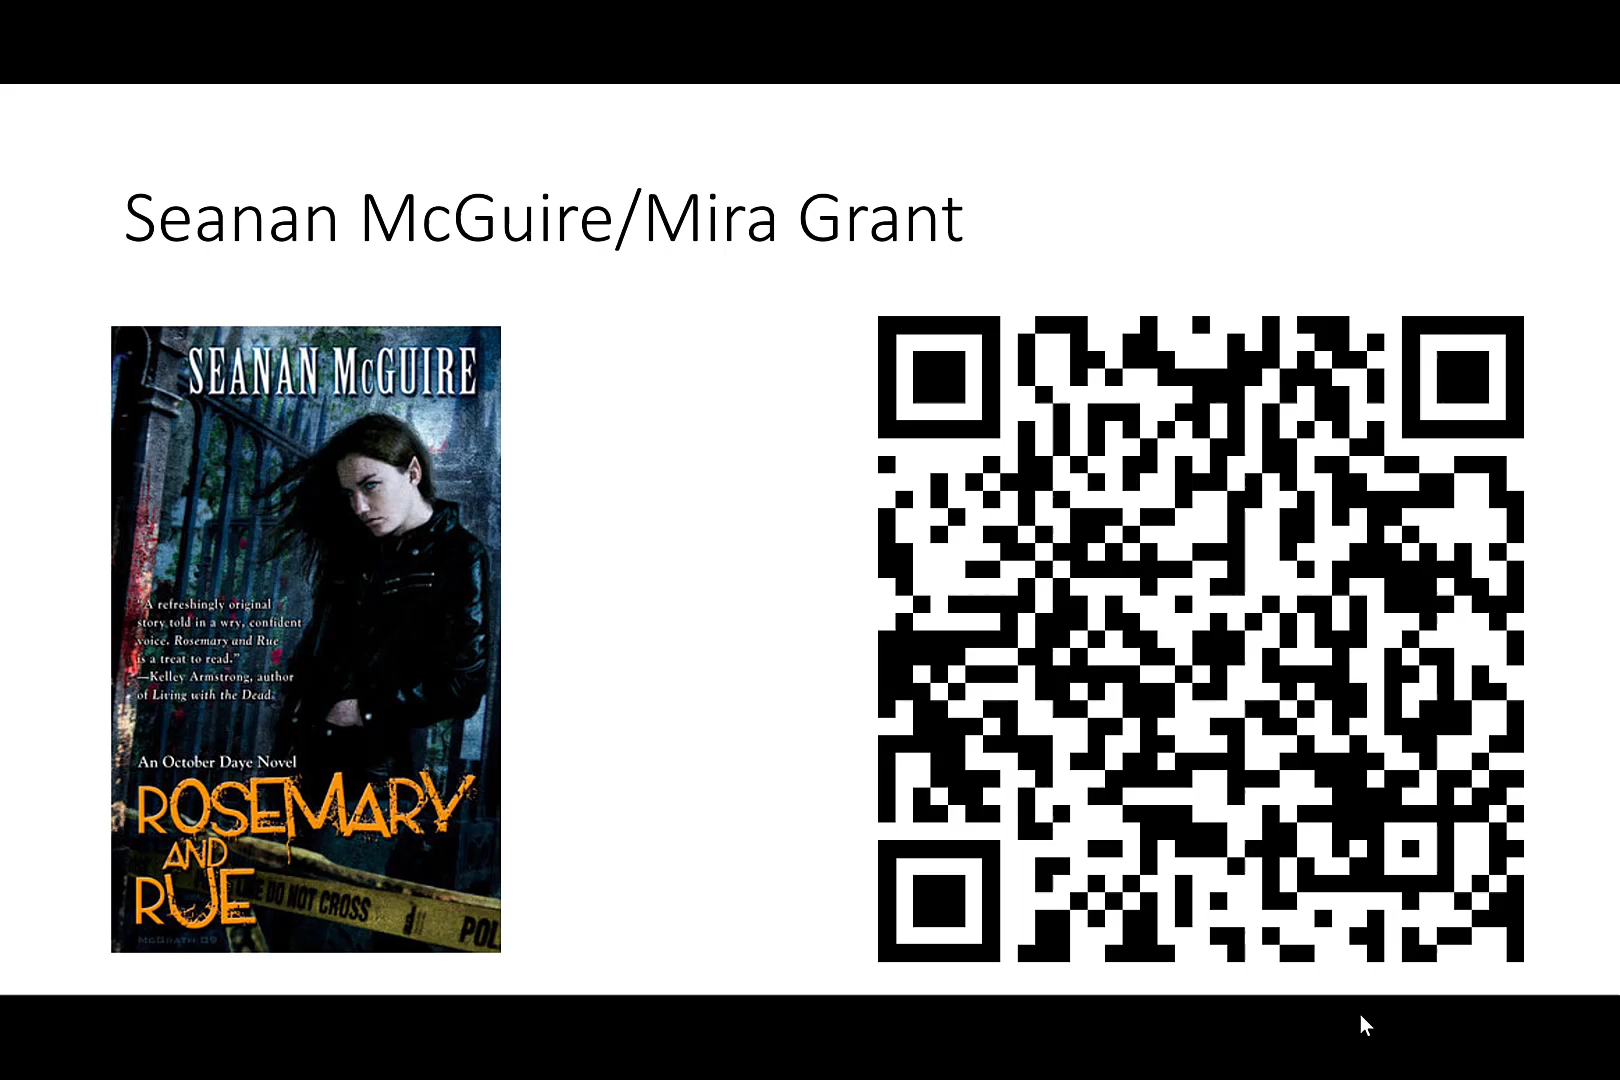 Seanan McGuire/Mira Grant
SEANAN McGUIRE
"A refreshingly original
story told in a wry, confident
voice. Rosemary and Rue
is a treat to read."
—Kelley Armstrong, author
of Living with the Dead
An October Daye Novel
ROSEMARY
AND
RUE
DO NOT CROSS
POL
McGRATH 09